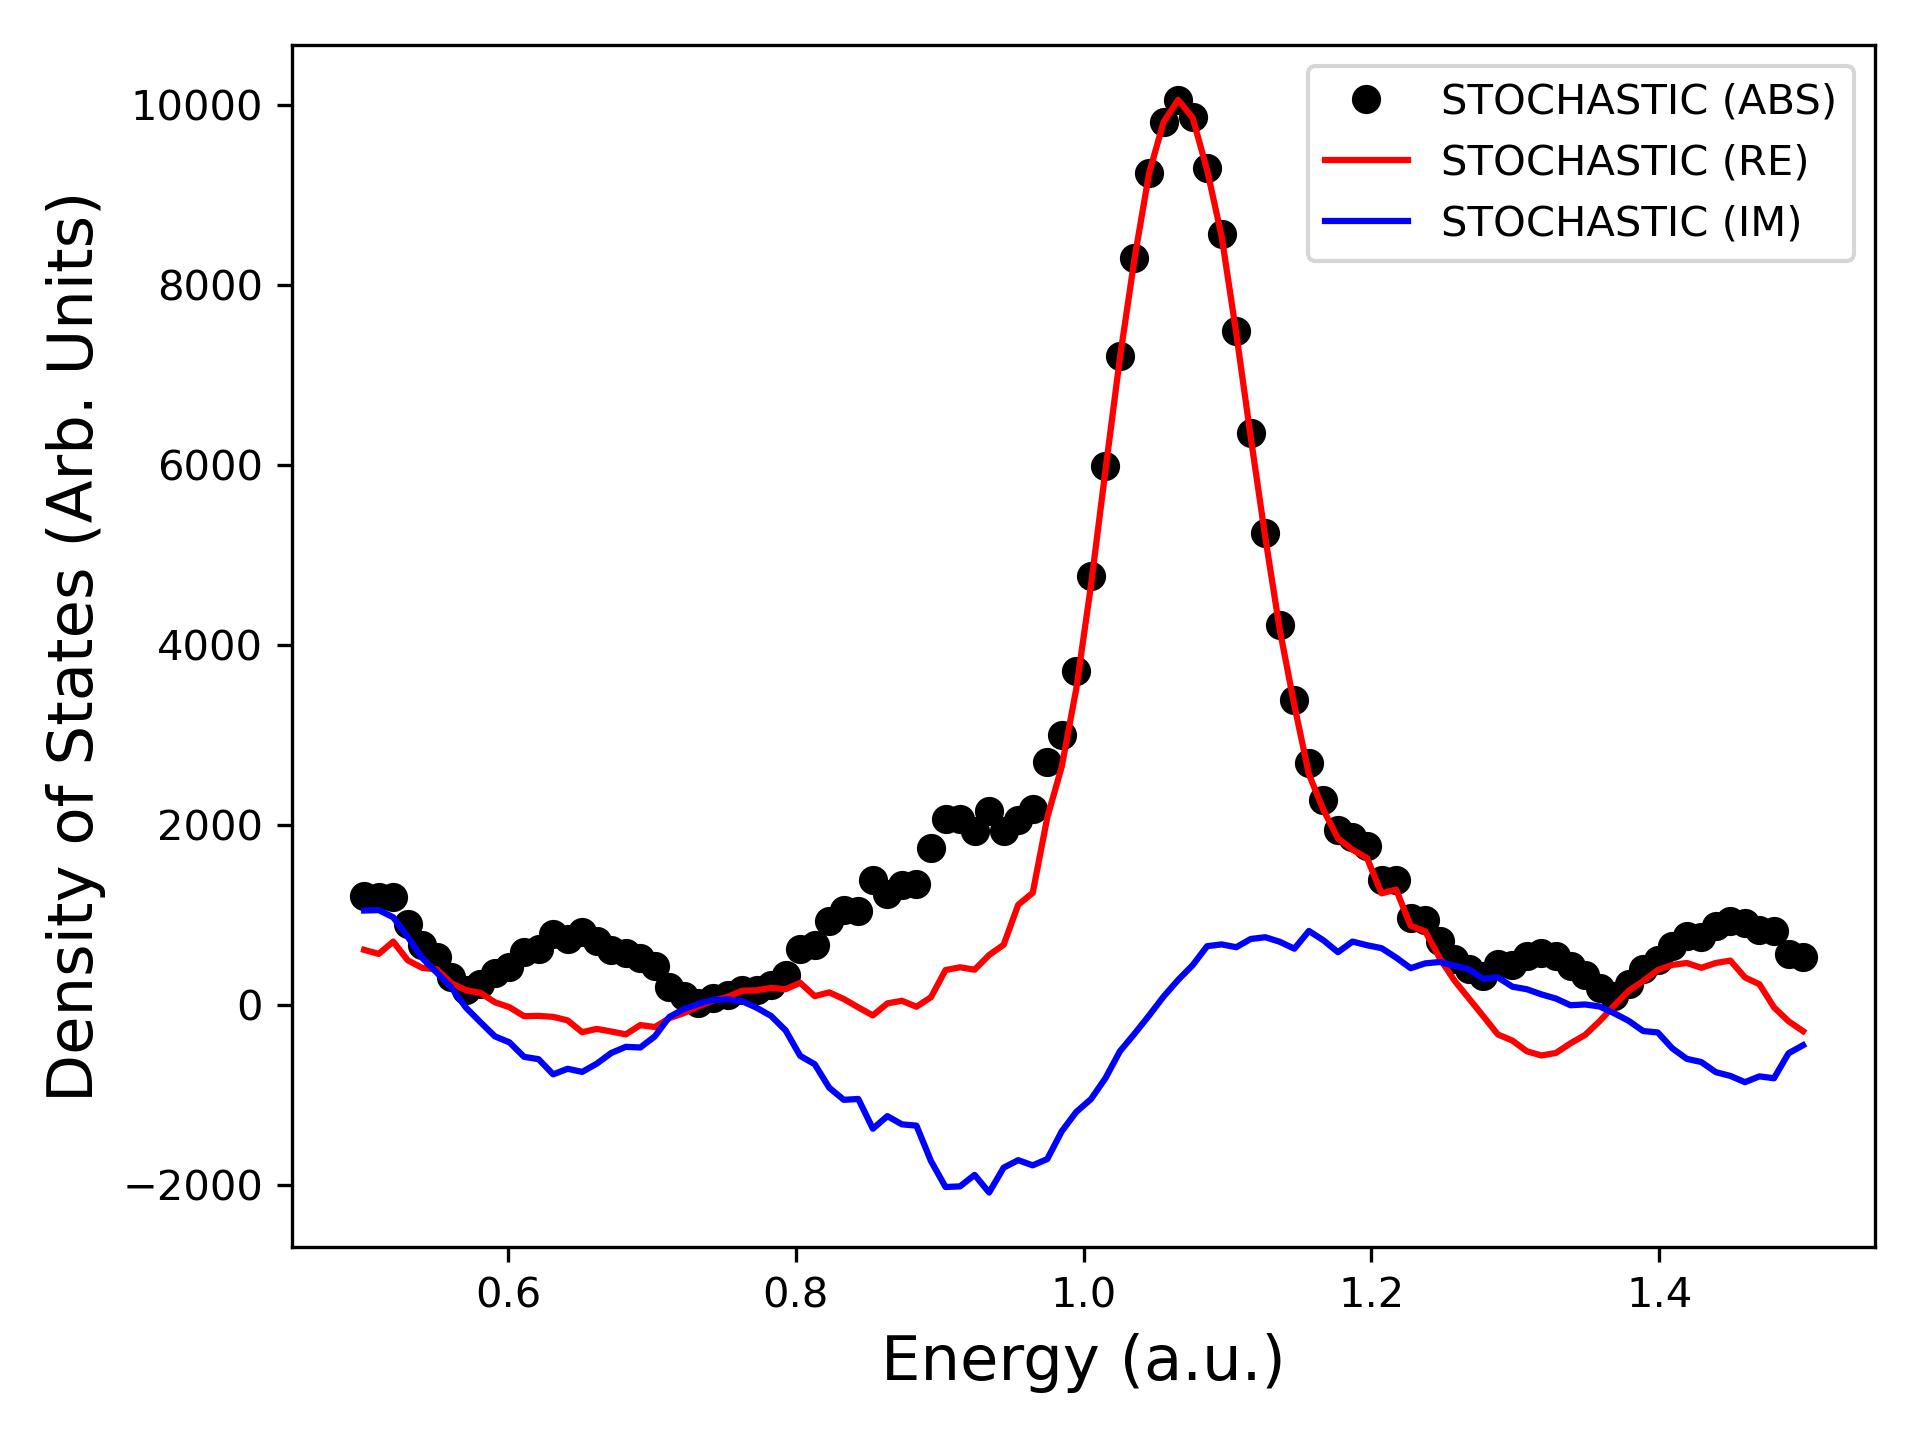 STOCHASTIC (ABS)
STOCHASTIC (RE)
STOCHASTIC (IM)
Density of States (Arb. Units)
10000
8000
6000
4000
2000
0
−2000
0.6 0.8 1.0 1.2 1.4
Energy (a.u.)